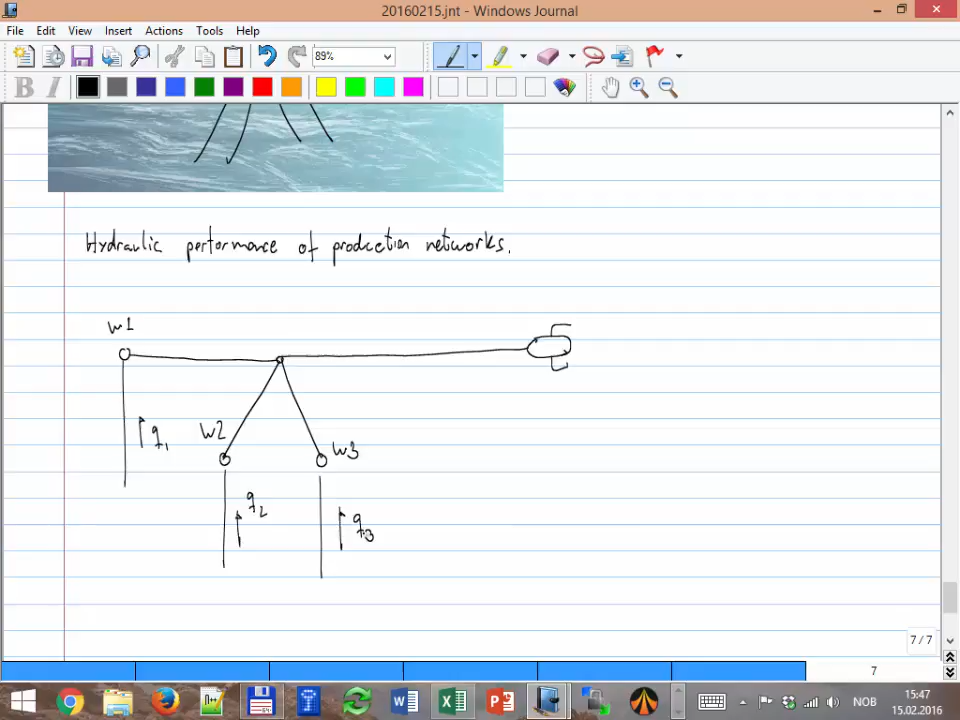 20160215.jnt - Windows Journal
File Edit View Insert Actions Tools Help
89%
B I
Hydraulic performance of production networks.
w1
q1
w2
w3
q2
q3
7 / 7
7
NOB
15:47
15.02.2016